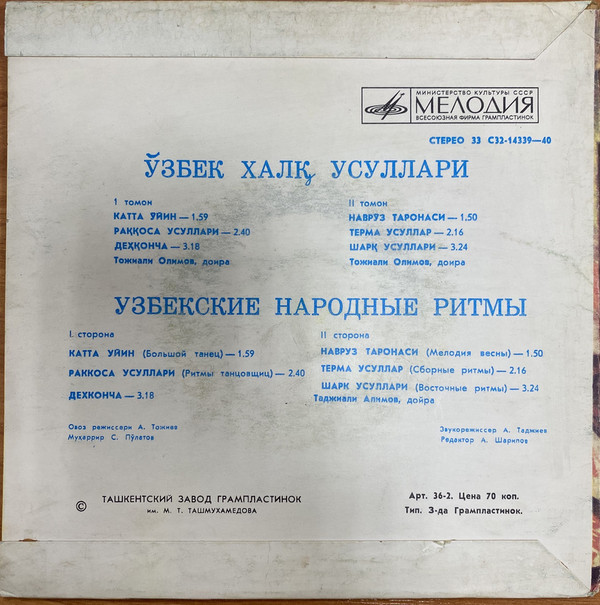 МИНИСТЕРСТВО КУЛЬТУРЫ СССР
МЕЛОДИЯ
ВСЕСОЮЗНАЯ ФИРМА ГРАМПЛАСТИНОК
СТЕРЕО 33 С32-14339—40
ЎЗБЕК ХАЛҚ УСУЛЛАРИ
I томон
КАТТА ЎЙИН — 1.59
РАҚҚОСА УСУЛЛАРИ — 2.40
ДЕҲҚОНЧА — 3.18
Тожиали Олимов, доира
II томон
НАВРЎЗ ТАРОНАСИ — 1.50
ТЕРМА УСУЛЛАР — 2.16
ШАРҚ УСУЛЛАРИ — 3.24
Тожиали Олимов, доира
УЗБЕКСКИЕ НАРОДНЫЕ РИТМЫ
I. сторона
КАТТА УЙИН (Большой танец) — 1.59
РАККОСА УСУЛЛАРИ (Ритмы танцовщиц) — 2.40
ДЕХКОНЧА — 3.18
II сторона
НАВРУЗ ТАРОНАСИ (Мелодия весны) — 1.50
ТЕРМА УСУЛЛАР (Сборные ритмы) — 2.16
ШАРК УСУЛЛАРИ (Восточные ритмы) — 3.24
Таджиали Алимов, дойра
Овоз режиссери А. Тожиев
Муҳаррир С. Пўлатов
Звукорежиссер А. Таджиев
Редактор А. Шарипов
© ТАШКЕНТСКИЙ ЗАВОД ГРАМПЛАСТИНОК
им. М. Т. ТАШМУХАМЕДОВА
Арт. 36-2. Цена 70 коп.
Тип. З-да Грампластинок.